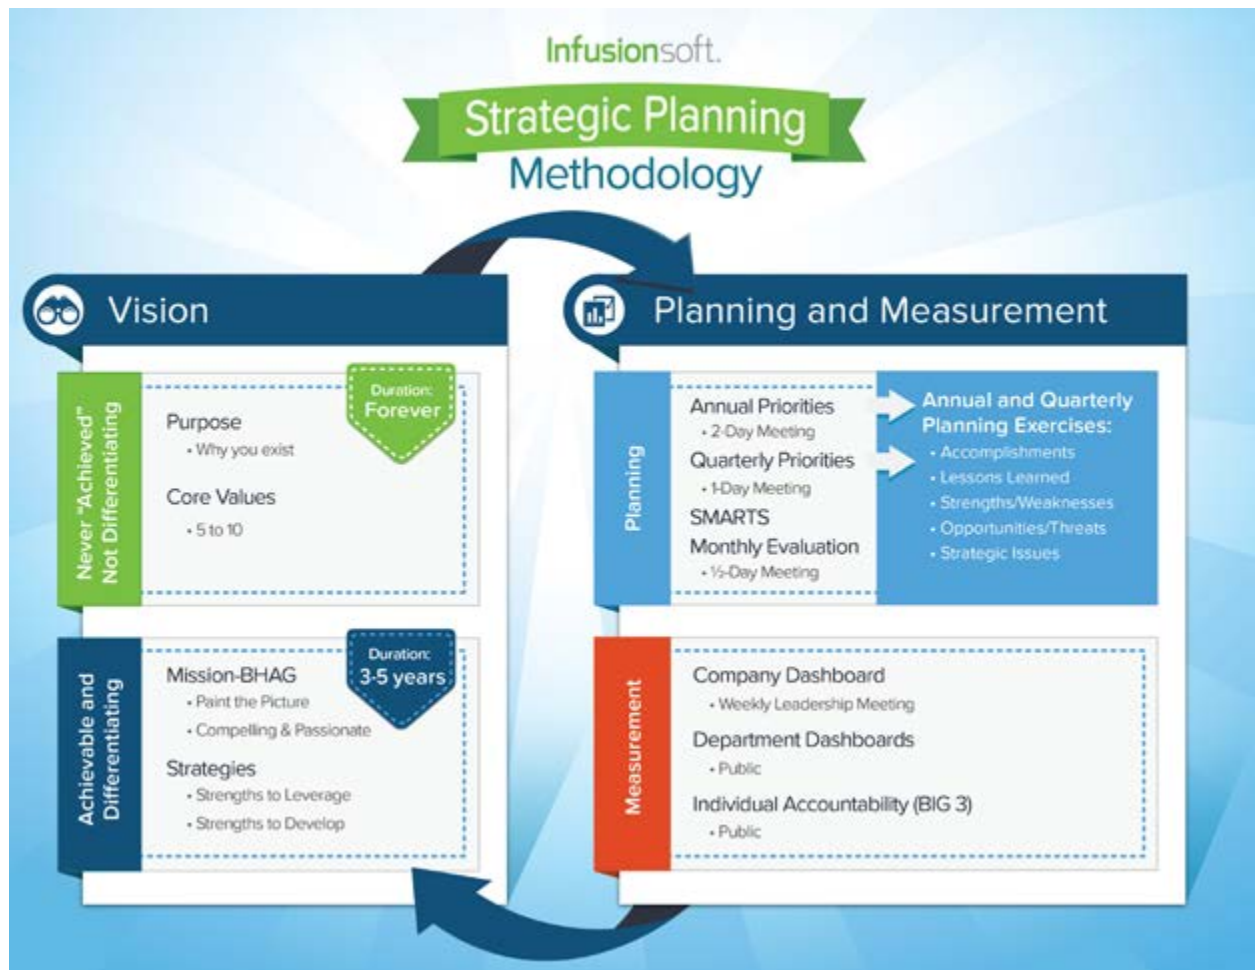 Infusionsoft.
Strategic Planning
Methodology
Vision
Never "Achieved"
Not Differentiating
Duration:
Forever
Purpose
• Why you exist
Core Values
• 5 to 10
Achievable and
Differentiating
Duration:
3-5 years
Mission-BHAG
• Paint the Picture
• Compelling & Passionate
Strategies
• Strengths to Leverage
• Strengths to Develop
Planning and Measurement
Planning
Annual Priorities
• 2-Day Meeting
Quarterly Priorities
• 1-Day Meeting
SMARTS
Monthly Evaluation
• ½-Day Meeting
Annual and Quarterly
Planning Exercises:
• Accomplishments
• Lessons Learned
• Strengths/Weaknesses
• Opportunities/Threats
• Strategic Issues
Measurement
Company Dashboard
• Weekly Leadership Meeting
Department Dashboards
• Public
Individual Accountability (BIG 3)
• Public